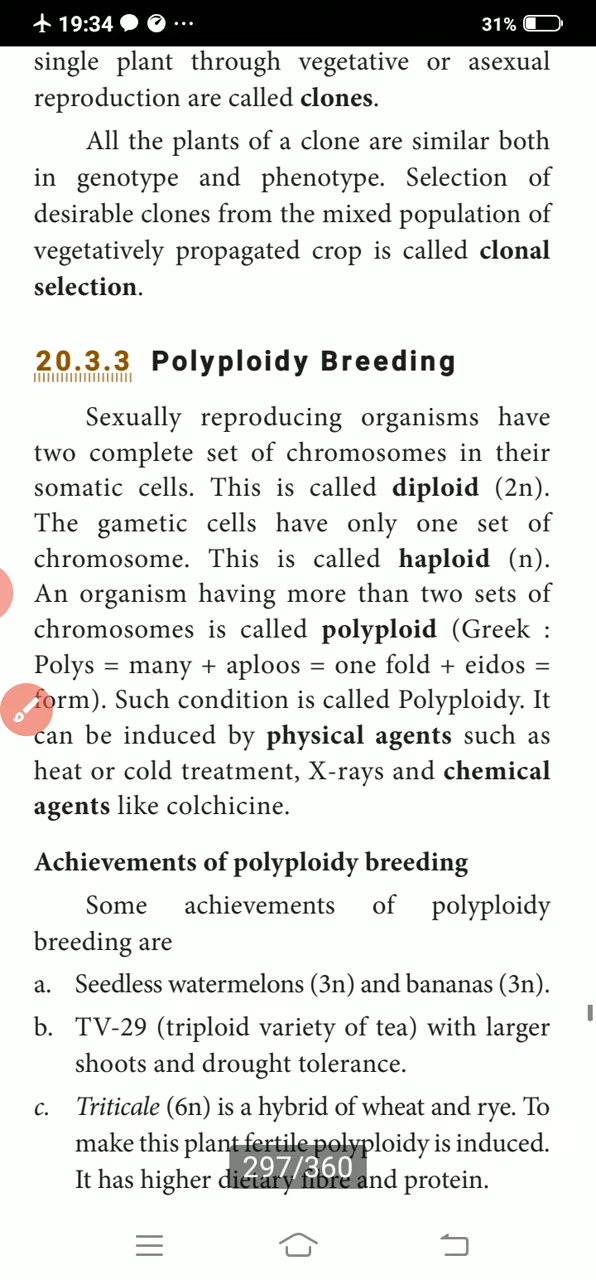 19:34 ...
31%
single plant through vegetative or asexual
reproduction are called clones.
All the plants of a clone are similar both
in genotype and phenotype. Selection of
desirable clones from the mixed population of
vegetatively propagated crop is called clonal
selection.
20.3.3 Polyploidy Breeding
Sexually reproducing organisms have
two complete set of chromosomes in their
somatic cells. This is called diploid (2n).
The gametic cells have only one set of
chromosome. This is called haploid (n).
An organism having more than two sets of
chromosomes is called polyploid (Greek :
Polys = many + aploos = one fold + eidos =
form). Such condition is called Polyploidy. It
can be induced by physical agents such as
heat or cold treatment, X-rays and chemical
agents like colchicine.
Achievements of polyploidy breeding
Some achievements of polyploidy
breeding are
a. Seedless watermelons (3n) and bananas (3n).
b. TV-29 (triploid variety of tea) with larger
shoots and drought tolerance.
c. Triticale (6n) is a hybrid of wheat and rye. To
make this plant fertile polyploidy is induced.
297/360
It has higher dietary fibre and protein.